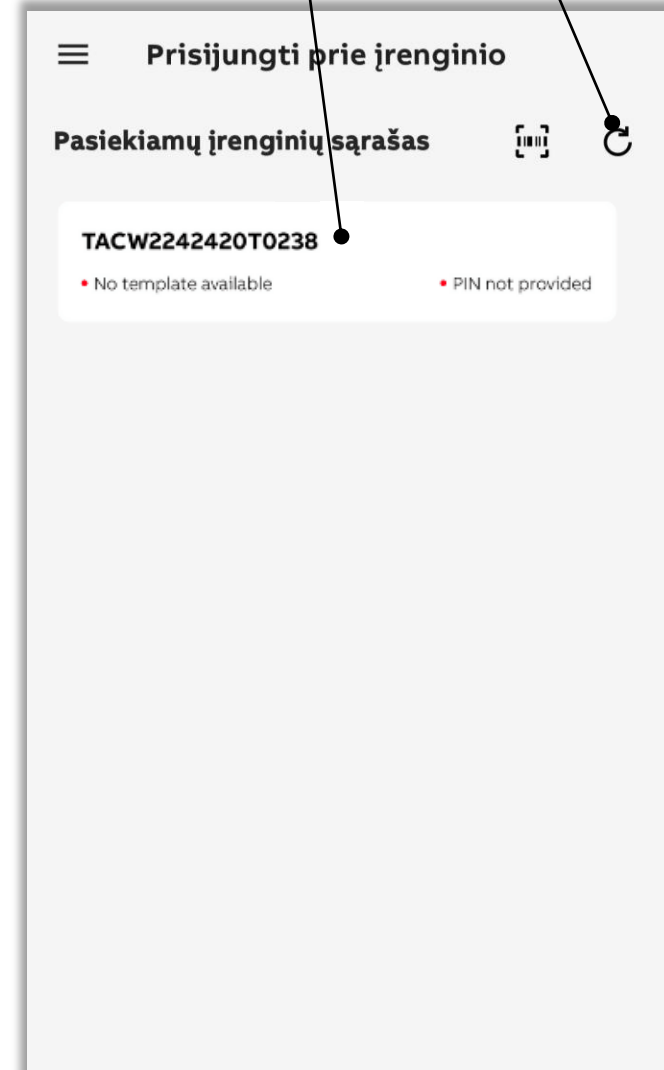 Prisijungti prie įrenginio
Pasiekiamų įrenginių sąrašas
TACW2242420T0238
• No template available • PIN not provided